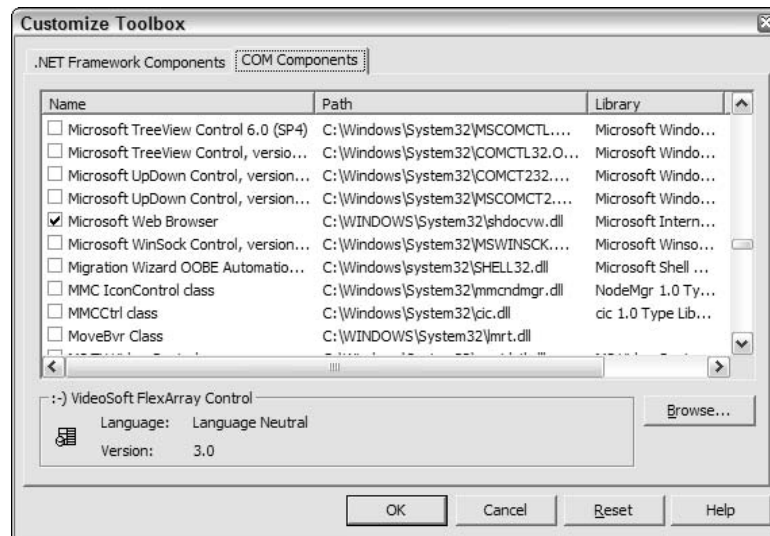 Customize Toolbox
.NET Framework Components COM Components
Name Path Library
Microsoft TreeView Control 6.0 (SP4) C:\Windows\System32\MSCOMCTL.... Microsoft Windo...
Microsoft TreeView Control, versio... C:\Windows\System32\COMCTL32.O... Microsoft Windo...
Microsoft UpDown Control, version... C:\Windows\System32\COMCT232.... Microsoft Windo...
Microsoft UpDown Control, version... C:\Windows\System32\MSCOMCT2.... Microsoft Windo...
Microsoft Web Browser C:\WINDOWS\System32\shdocvw.dll Microsoft Intern...
Microsoft WinSock Control, version... C:\Windows\System32\MSWINSCK.... Microsoft Winso...
Migration Wizard OOBE Automatio... C:\Windows\System32\SHELL32.dll Microsoft Shell ...
MMC IconControl class C:\Windows\system32\mmcndmgr.dll NodeMgr 1.0 Ty...
MMCCtrl class C:\Windows\system32\cic.dll cic 1.0 Type Lib...
MoveBvr Class C:\WINDOWS\System32\lmrt.dll
:-) VideoSoft FlexArray Control
Language: Language Neutral
Version: 3.0
Browse...
OK Cancel Reset Help